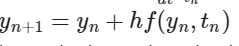 y_{n+1} = y_n + hf(y_n, t_n)